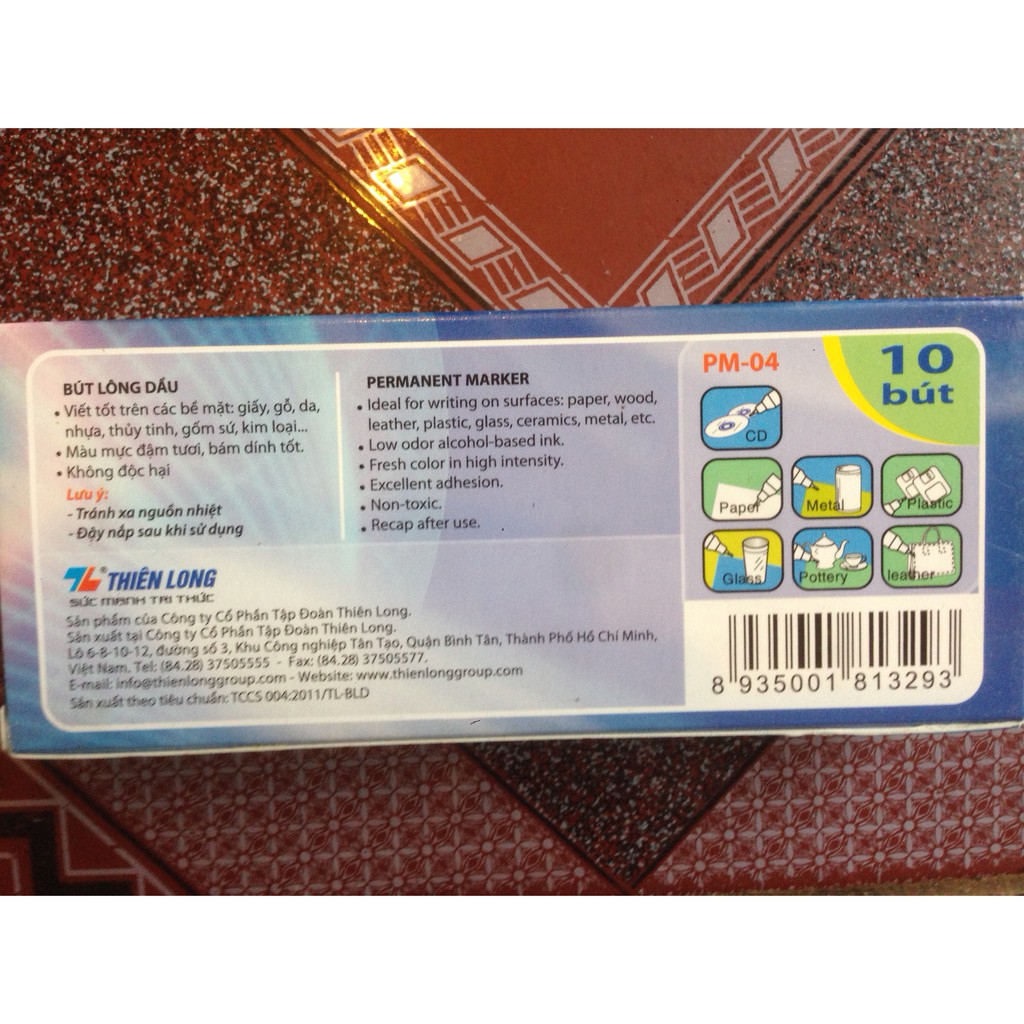 BÚT LÔNG DẦU
• Viết tốt trên các bề mặt: giấy, gỗ, da,
nhựa, thủy tinh, gốm sứ, kim loại...
• Màu mực đậm tươi, bám dính tốt.
• Không độc hại
Lưu ý:
- Tránh xa nguồn nhiệt
- Đậy nắp sau khi sử dụng
PERMANENT MARKER
• Ideal for writing on surfaces: paper, wood,
leather, plastic, glass, ceramics, metal, etc.
• Low odor alcohol-based ink.
• Fresh color in high intensity.
• Excellent adhesion.
• Non-toxic.
• Recap after use.
PM-04
10
bút
CD
Paper
Metal
Plastic
Glass
Pottery
leather
TL® THIÊN LONG
SỨC MẠNH TRI THỨC
Sản phẩm của Công ty Cổ Phần Tập Đoàn Thiên Long.
Sản xuất tại Công ty Cổ Phần Tập Đoàn Thiên Long.
Lô 6-8-10-12, đường số 3, Khu Công nghiệp Tân Tạo, Quận Bình Tân, Thành Phố Hồ Chí Minh,
Việt Nam. Tel: (84.28) 37505555 - Fax: (84.28) 37505577.
E-mail: info@thienlonggroup.com - Website: www.thienlonggroup.com
Sản xuất theo tiêu chuẩn: TCCS 004:2011/TL-BLD
8 935001 813293